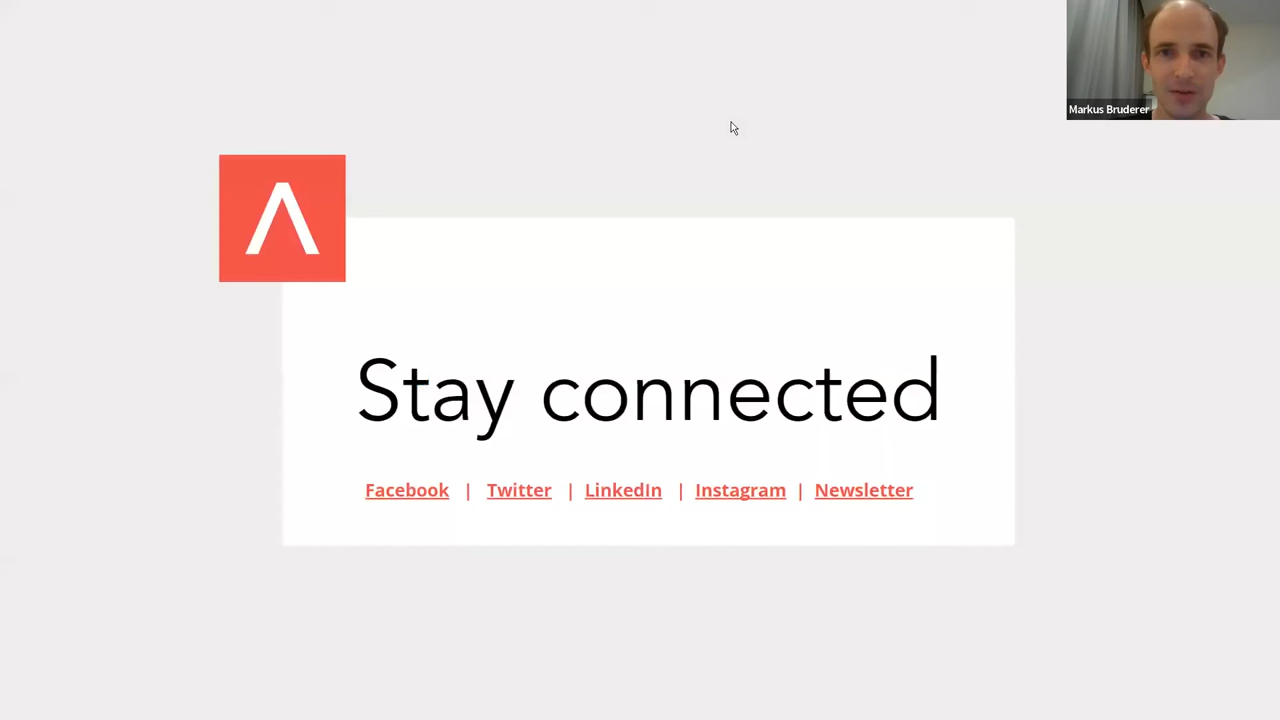 Markus Bruderer
Λ
Stay connected
Facebook | Twitter | LinkedIn | Instagram | Newsletter